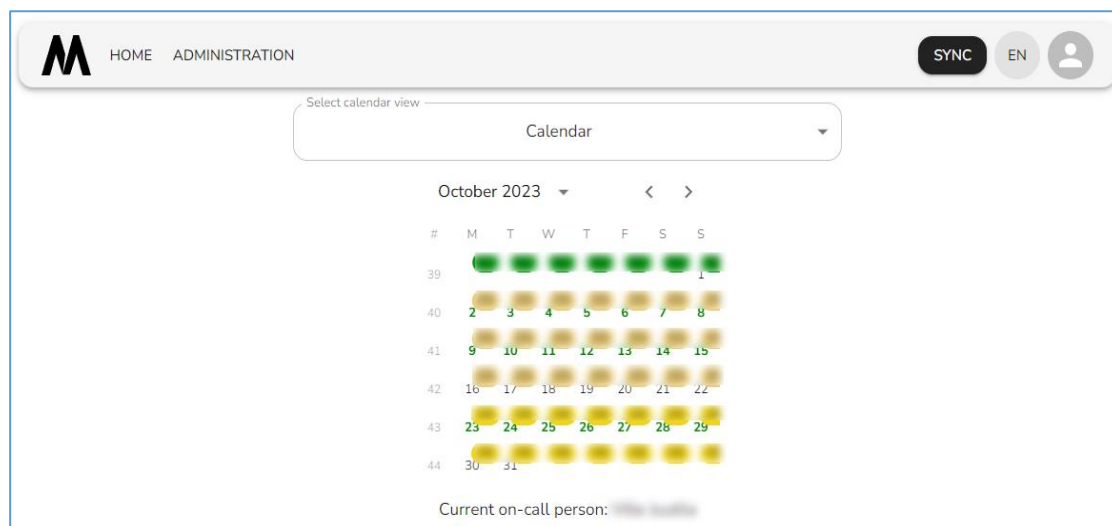 HOME ADMINISTRATION SYNC EN
Select calendar view
Calendar
October 2023
# M T W T F S S
39 1
40 2 3 4 5 6 7 8
41 9 10 11 12 13 14 15
42 16 17 18 19 20 21 22
43 23 24 25 26 27 28 29
44 30 31
Current on-call person: